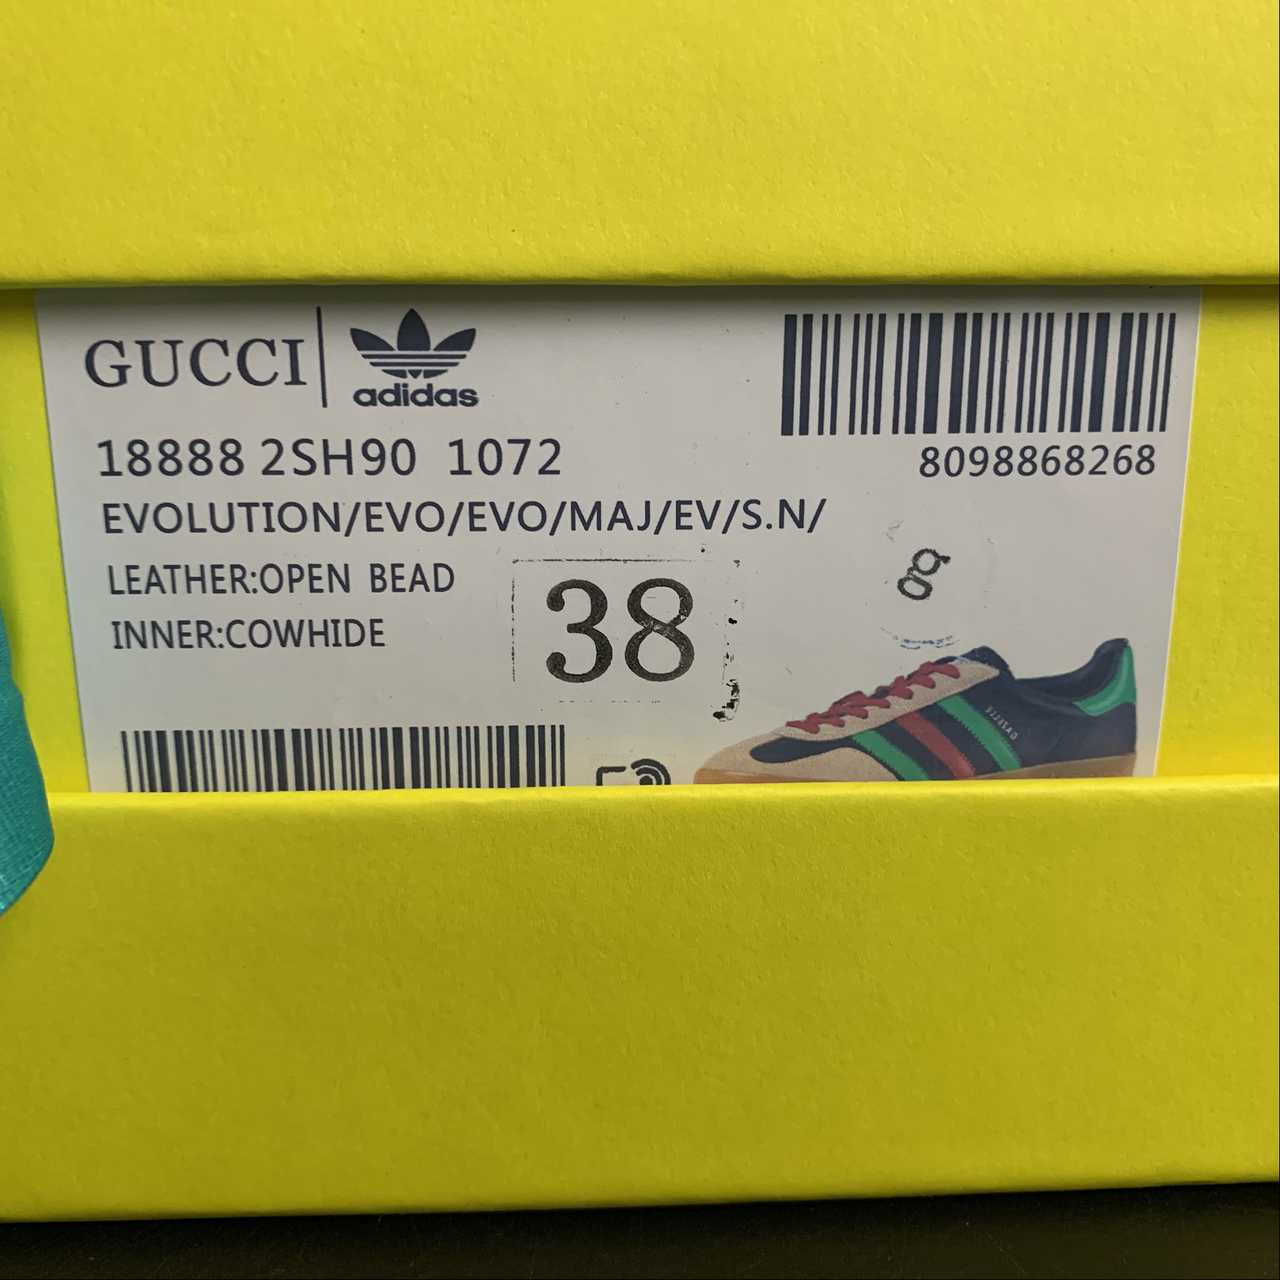 GUCCI
adidas
18888 2SH90 1072
8098868268
EVOLUTION/EVO/EVO/MAJ/EV/S.N/
LEATHER:OPEN BEAD
INNER:COWHIDE
38
g